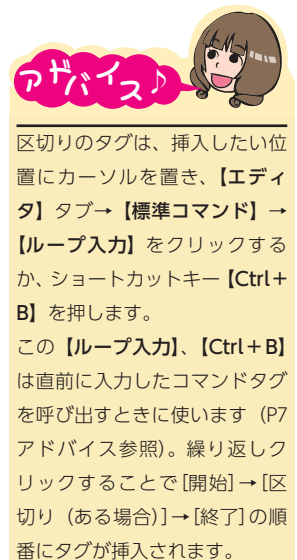 アドバイス♪
区切りのタグは、挿入したい位
置にカーソルを置き、【エディ
タ】タブ→【標準コマンド】→
【ループ入力】をクリックする
か、ショートカットキー【Ctrl＋
B】を押します。
この【ループ入力】、【Ctrl＋B】
は直前に入力したコマンドタグ
を呼び出すときに使います（P7
アドバイス参照）。繰り返しク
リックすることで［開始］→［区
切り（ある場合）］→［終了］の順
番にタグが挿入されます。